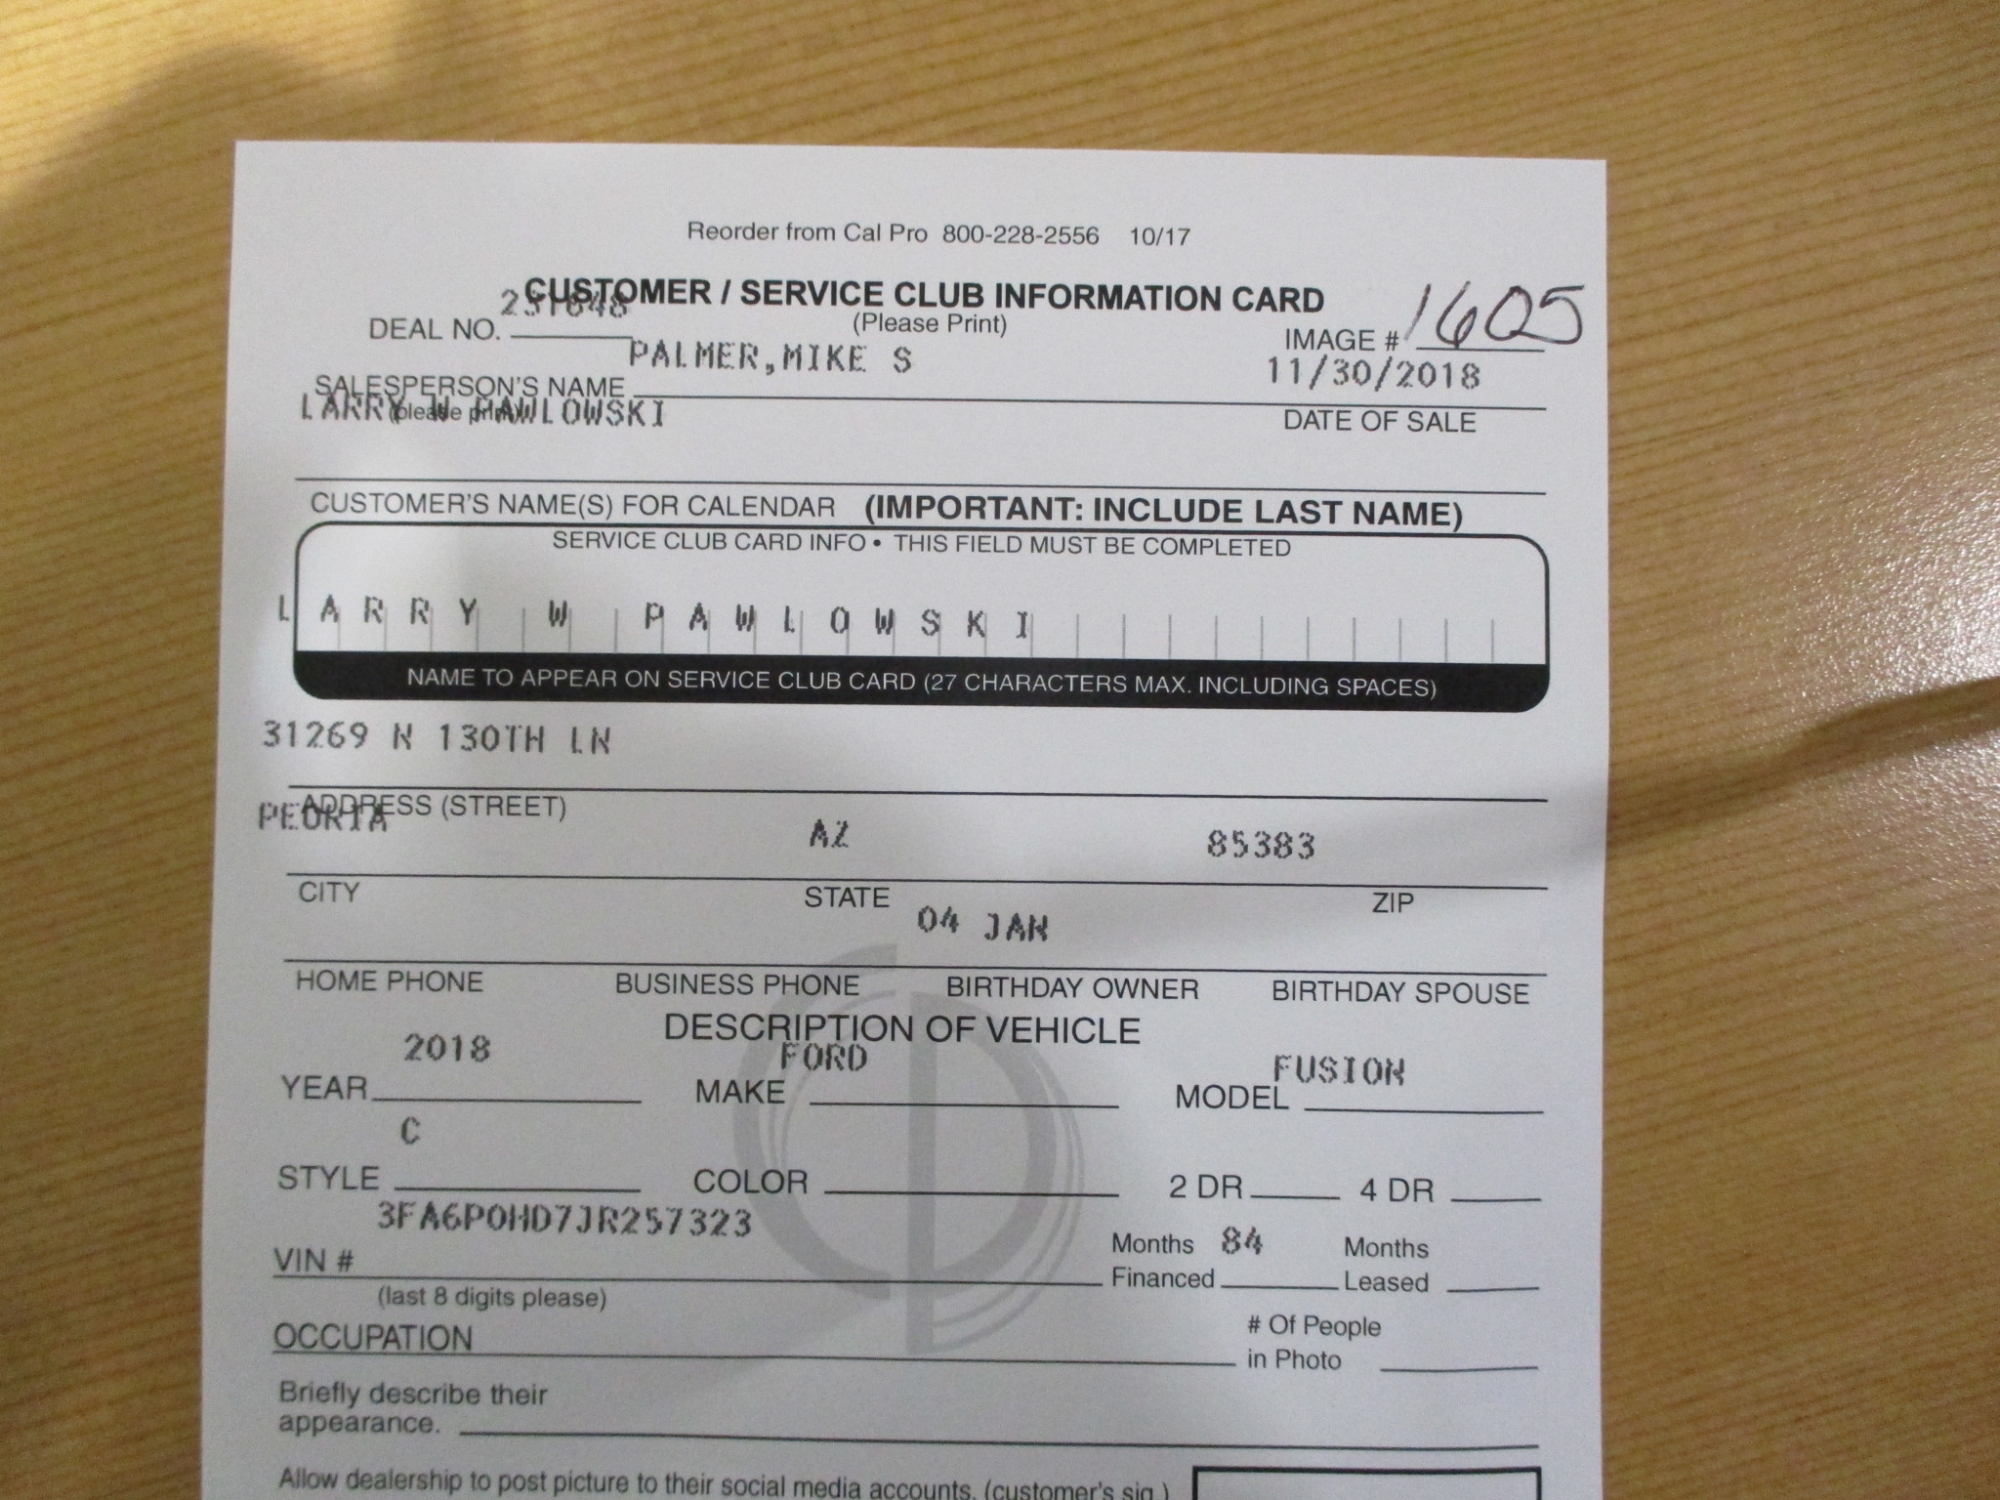 Reorder from Cal Pro 800-228-2556 10/17
CUSTOMER / SERVICE CLUB INFORMATION CARD
(Please Print)
DEAL NO.
IMAGE # 1605
PALMER,MIKE S
11/30/2018
SALESPERSON'S NAME
(please print)
LARRY W PAWLOWSKI
DATE OF SALE
CUSTOMER'S NAME(S) FOR CALENDAR (IMPORTANT: INCLUDE LAST NAME)
SERVICE CLUB CARD INFO • THIS FIELD MUST BE COMPLETED
LARRY W PAWLOWSKI
NAME TO APPEAR ON SERVICE CLUB CARD (27 CHARACTERS MAX. INCLUDING SPACES)
31269 N 130TH LN
ADDRESS (STREET)
PEORIA AZ 85383
CITY STATE ZIP
04 JAN
HOME PHONE BUSINESS PHONE BIRTHDAY OWNER BIRTHDAY SPOUSE
DESCRIPTION OF VEHICLE
2018 FORD FUSION
YEAR MAKE MODEL
C
STYLE COLOR 2 DR 4 DR
3FA6P0HD7JR257323
VIN #
(last 8 digits please)
Months 84 Months
Financed Leased
OCCUPATION
# Of People
in Photo
Briefly describe their
appearance.
Allow dealership to post picture to their social media accounts. (customer's sig.)